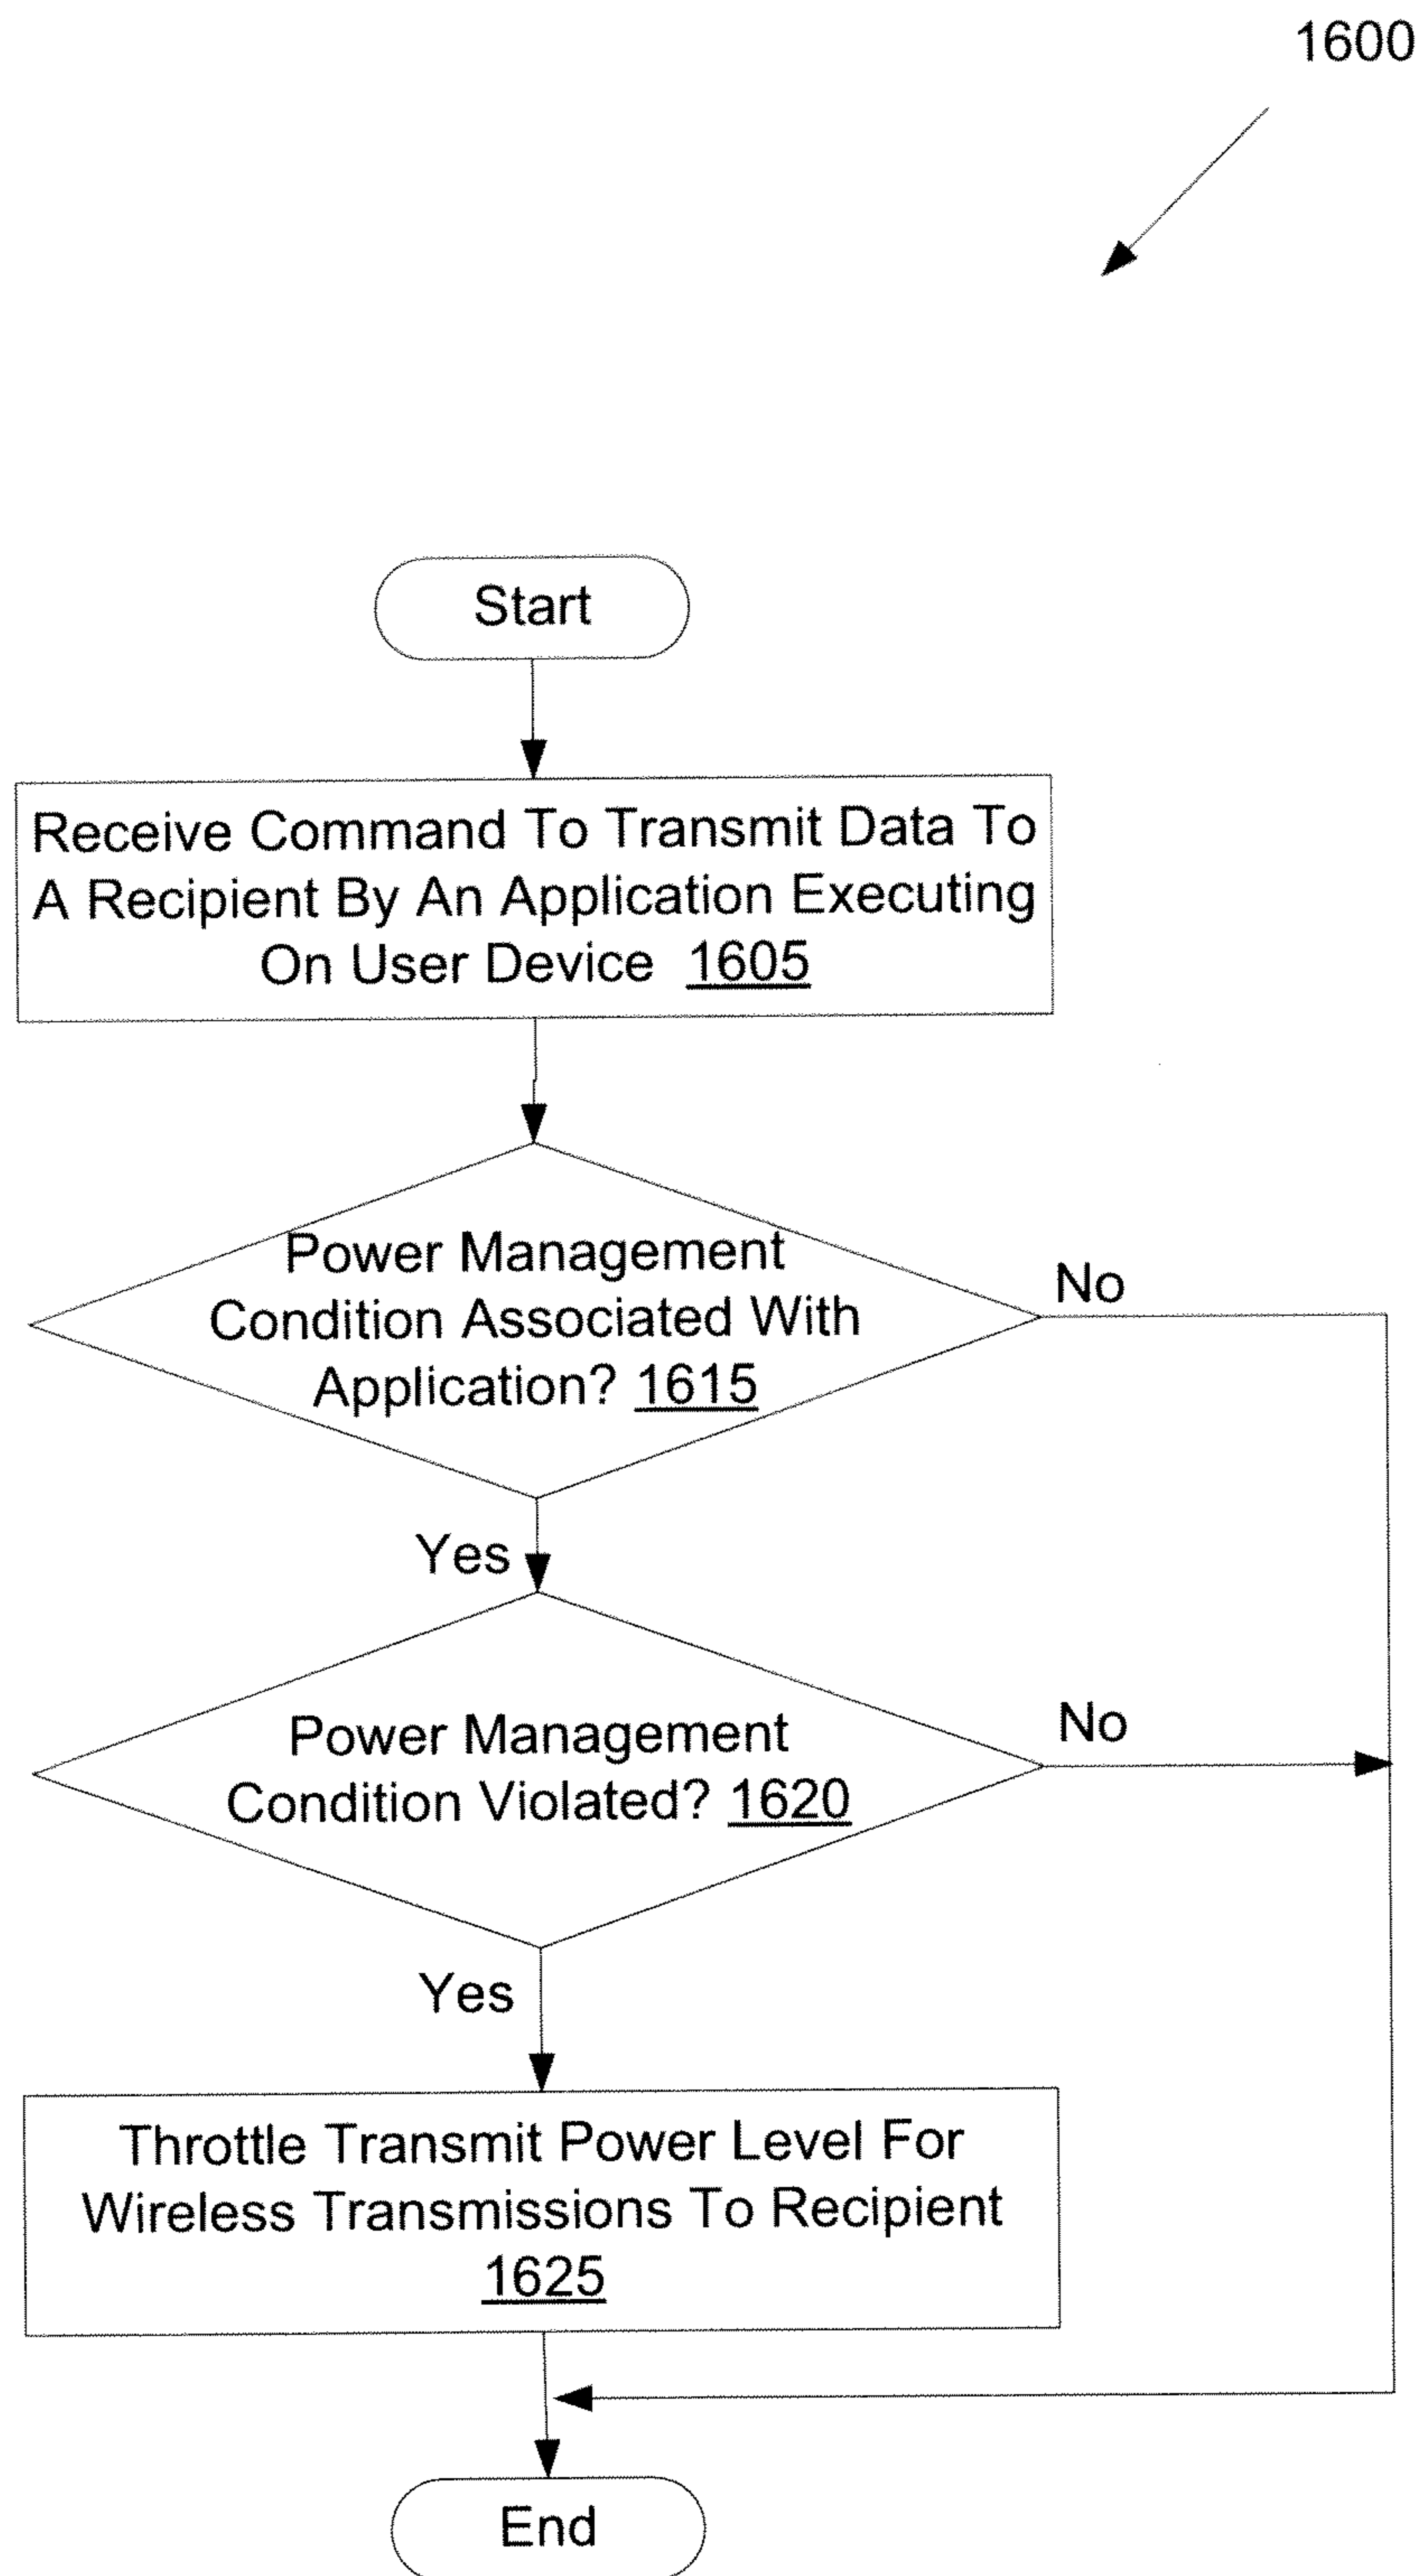 1600
Start
Receive Command To Transmit Data To
A Recipient By An Application Executing
On User Device 1605
Power Management
Condition Associated With
Application? 1615
No
Yes
Power Management
Condition Violated? 1620
No
Yes
Throttle Transmit Power Level For
Wireless Transmissions To Recipient
1625
End